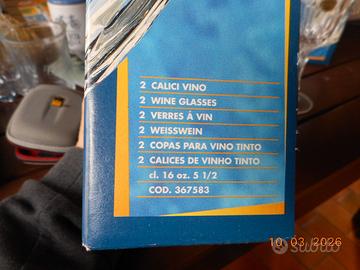 2 CALICI VINO
2 WINE GLASSES
2 VERRES À VIN
2 WEISSWEIN
2 COPAS PARA VINO TINTO
2 CALICES DE VINHO TINTO
cl. 16 oz. 5 1/2
COD. 367583
10 03 2026
subito